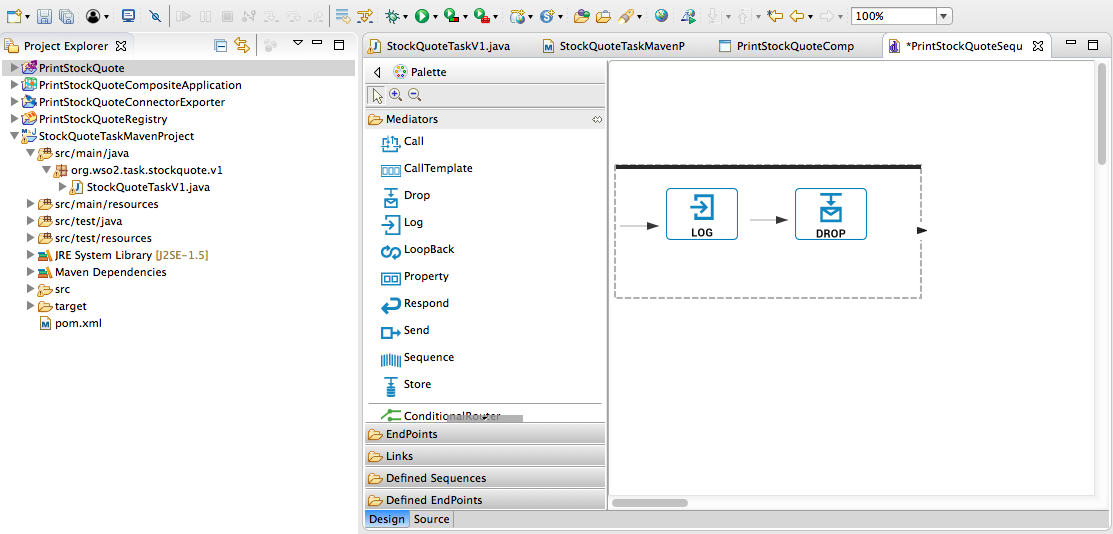 100%
Project Explorer
PrintStockQuote
PrintStockQuoteCompositeApplication
PrintStockQuoteConnectorExporter
PrintStockQuoteRegistry
StockQuoteTaskMavenProject
src/main/java
org.wso2.task.stockquote.v1
StockQuoteTaskV1.java
src/main/resources
src/test/java
src/test/resources
JRE System Library [J2SE-1.5]
Maven Dependencies
src
target
pom.xml
StockQuoteTaskV1.java
StockQuoteTaskMavenP
PrintStockQuoteComp
*PrintStockQuoteSequ
Palette
Mediators
Call
CallTemplate
Drop
Log
LoopBack
Property
Respond
Send
Sequence
Store
ConditionalRouter
EndPoints
Links
Defined Sequences
Defined EndPoints
LOG
DROP
Design
Source